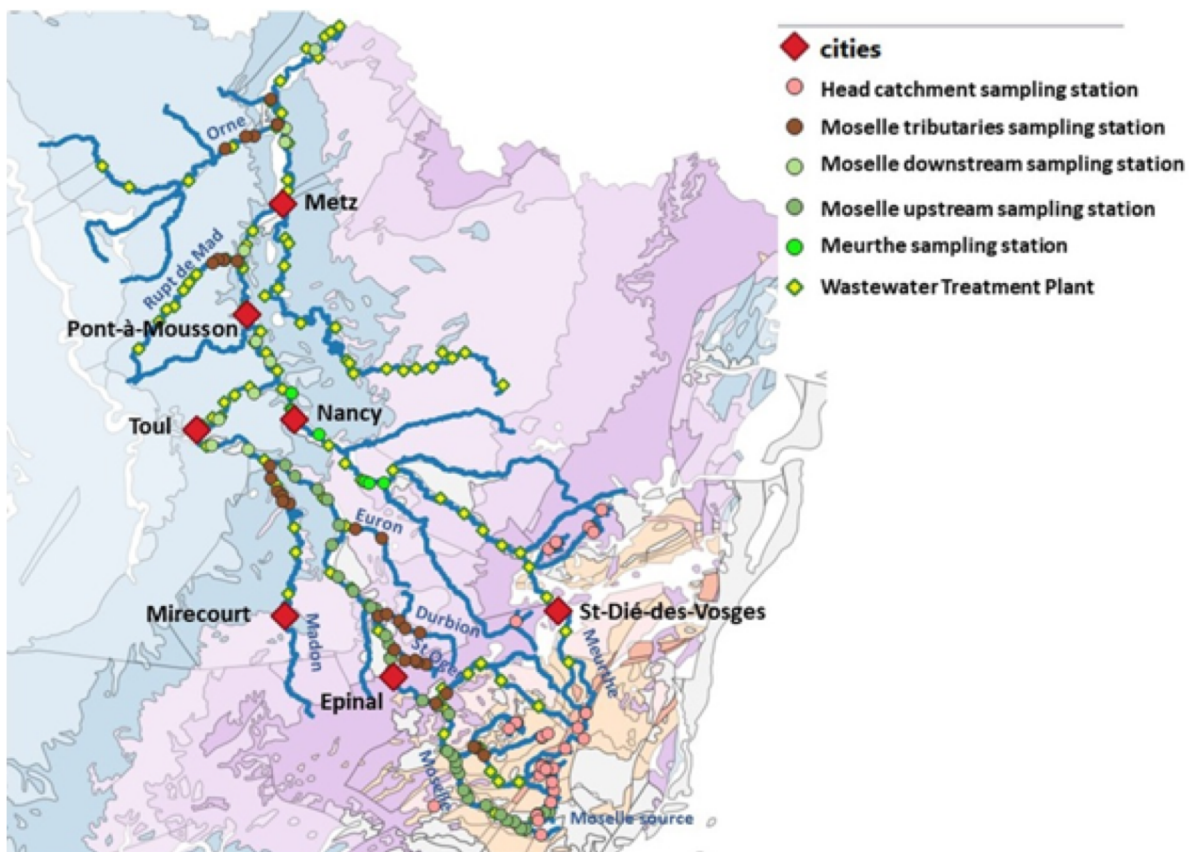 cities
Head catchment sampling station
Moselle tributaries sampling station
Moselle downstream sampling station
Moselle upstream sampling station
Meurthe sampling station
Wastewater Treatment Plant
Orne
Metz
Rupt de Mad
Pont-à-Mousson
Toul
Nancy
Euron
Mirecourt
Madon
Durbion
St Oger
St-Dié-des-Vosges
Meurthe
Epinal
Moselle
Moselle source